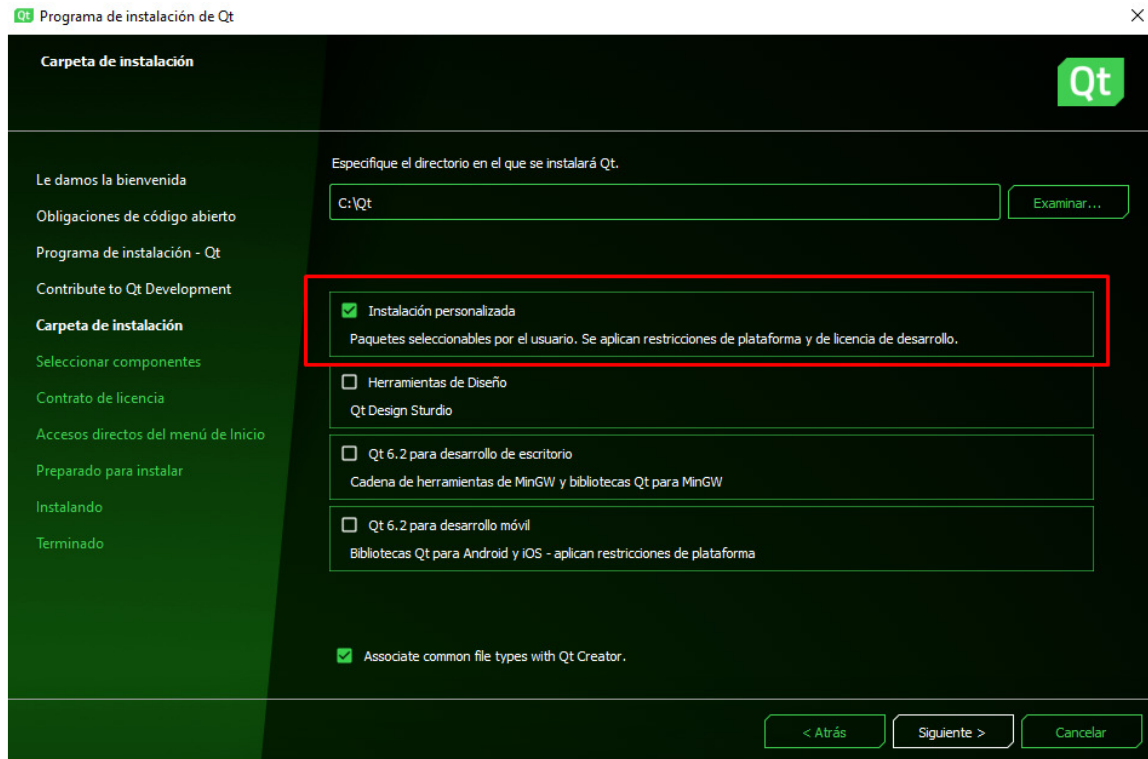 Qt Programa de instalación de Qt
Carpeta de instalación
Qt
Le damos la bienvenida
Obligaciones de código abierto
Programa de instalación - Qt
Contribute to Qt Development
Carpeta de instalación
Seleccionar componentes
Contrato de licencia
Accesos directos del menú de Inicio
Preparado para instalar
Instalando
Terminado
Especifique el directorio en el que se instalará Qt.
C:\Qt
Examinar...
Instalación personalizada
Paquetes seleccionables por el usuario. Se aplican restricciones de plataforma y de licencia de desarrollo.
Herramientas de Diseño
Qt Design Sturdio
Qt 6.2 para desarrollo de escritorio
Cadena de herramientas de MinGW y bibliotecas Qt para MinGW
Qt 6.2 para desarrollo móvil
Bibliotecas Qt para Android y iOS - aplican restricciones de plataforma
Associate common file types with Qt Creator.
< Atrás
Siguiente >
Cancelar